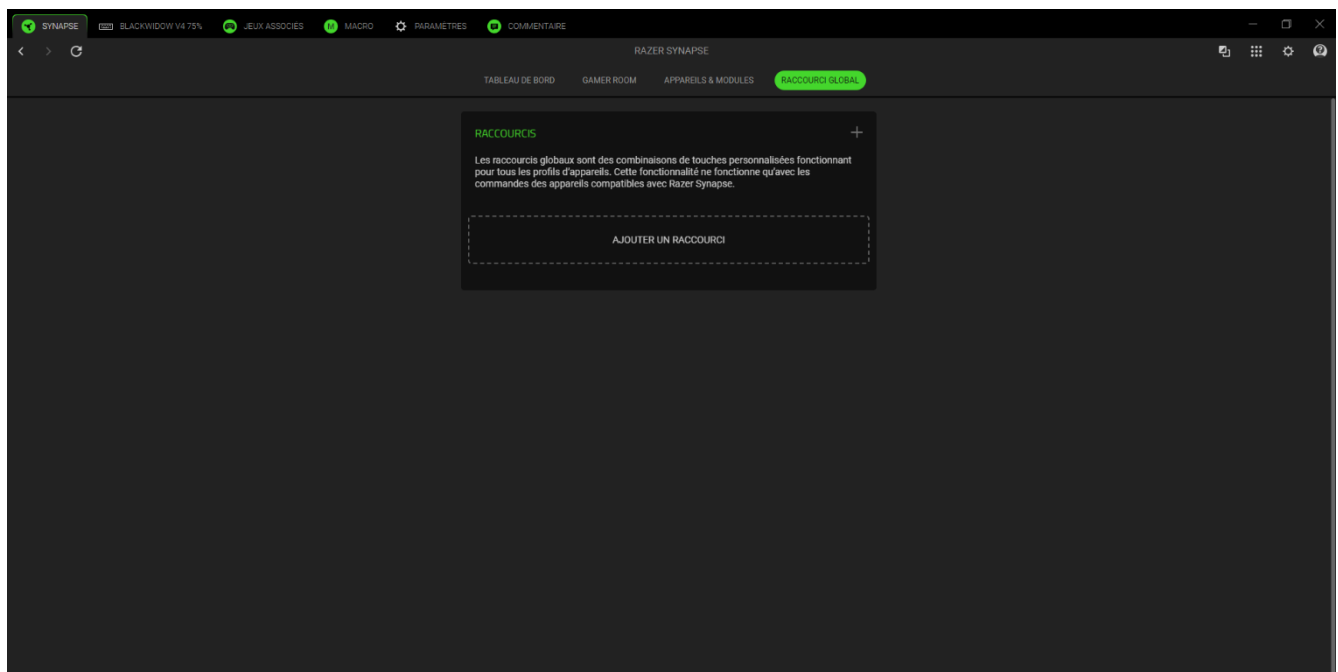 SYNAPSE
BLACKWIDOW V4 75%
JEUX ASSOCIÉS
M
MACRO
PARAMÈTRES
COMMENTAIRE
RAZER SYNAPSE
TABLEAU DE BORD
GAMER ROOM
APPAREILS & MODULES
RACCOURCI GLOBAL
RACCOURCIS
Les raccourcis globaux sont des combinaisons de touches personnalisées fonctionnant
pour tous les profils d'appareils. Cette fonctionnalité ne fonctionne qu'avec les
commandes des appareils compatibles avec Razer Synapse.
AJOUTER UN RACCOURCI